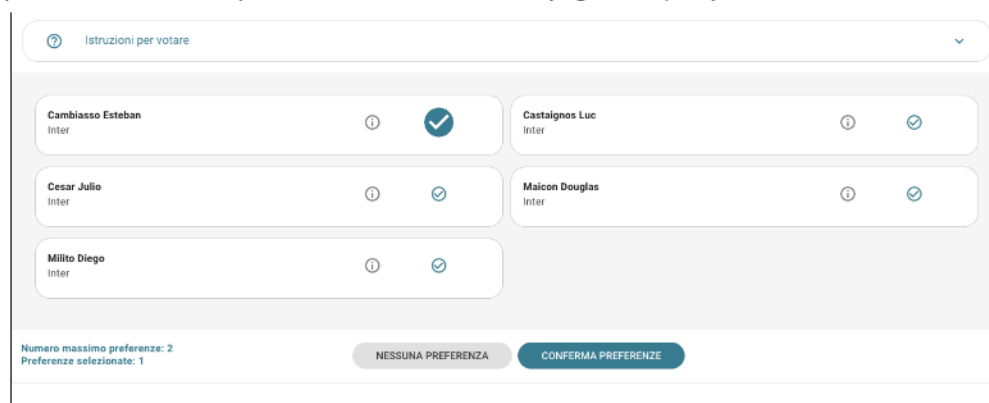 Istruzioni per votare
Cambiasso Esteban
Inter
Castaignos Luc
Inter
Cesar Julio
Inter
Maicon Douglas
Inter
Milito Diego
Inter
Numero massimo preferenze: 2
Preferenze selezionate: 1
NESSUNA PREFERENZA
CONFERMA PREFERENZE